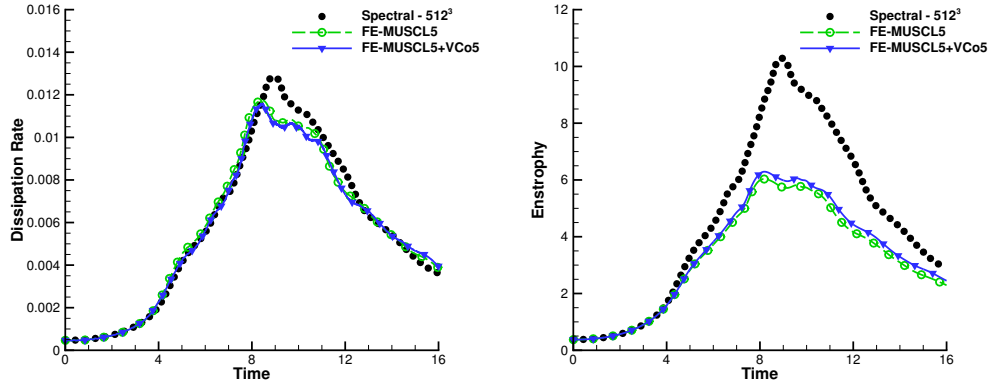 0.016
0.014
0.012
0.01
0.008
0.006
0.004
0.002
0
Dissipation Rate
0
4
8
12
16
Time
Spectral - 512³
FE-MUSCL5
FE-MUSCL5+VCo5
12
10
8
6
4
2
0
Enstrophy
0
4
8
12
16
Time
Spectral - 512³
FE-MUSCL5
FE-MUSCL5+VCo5